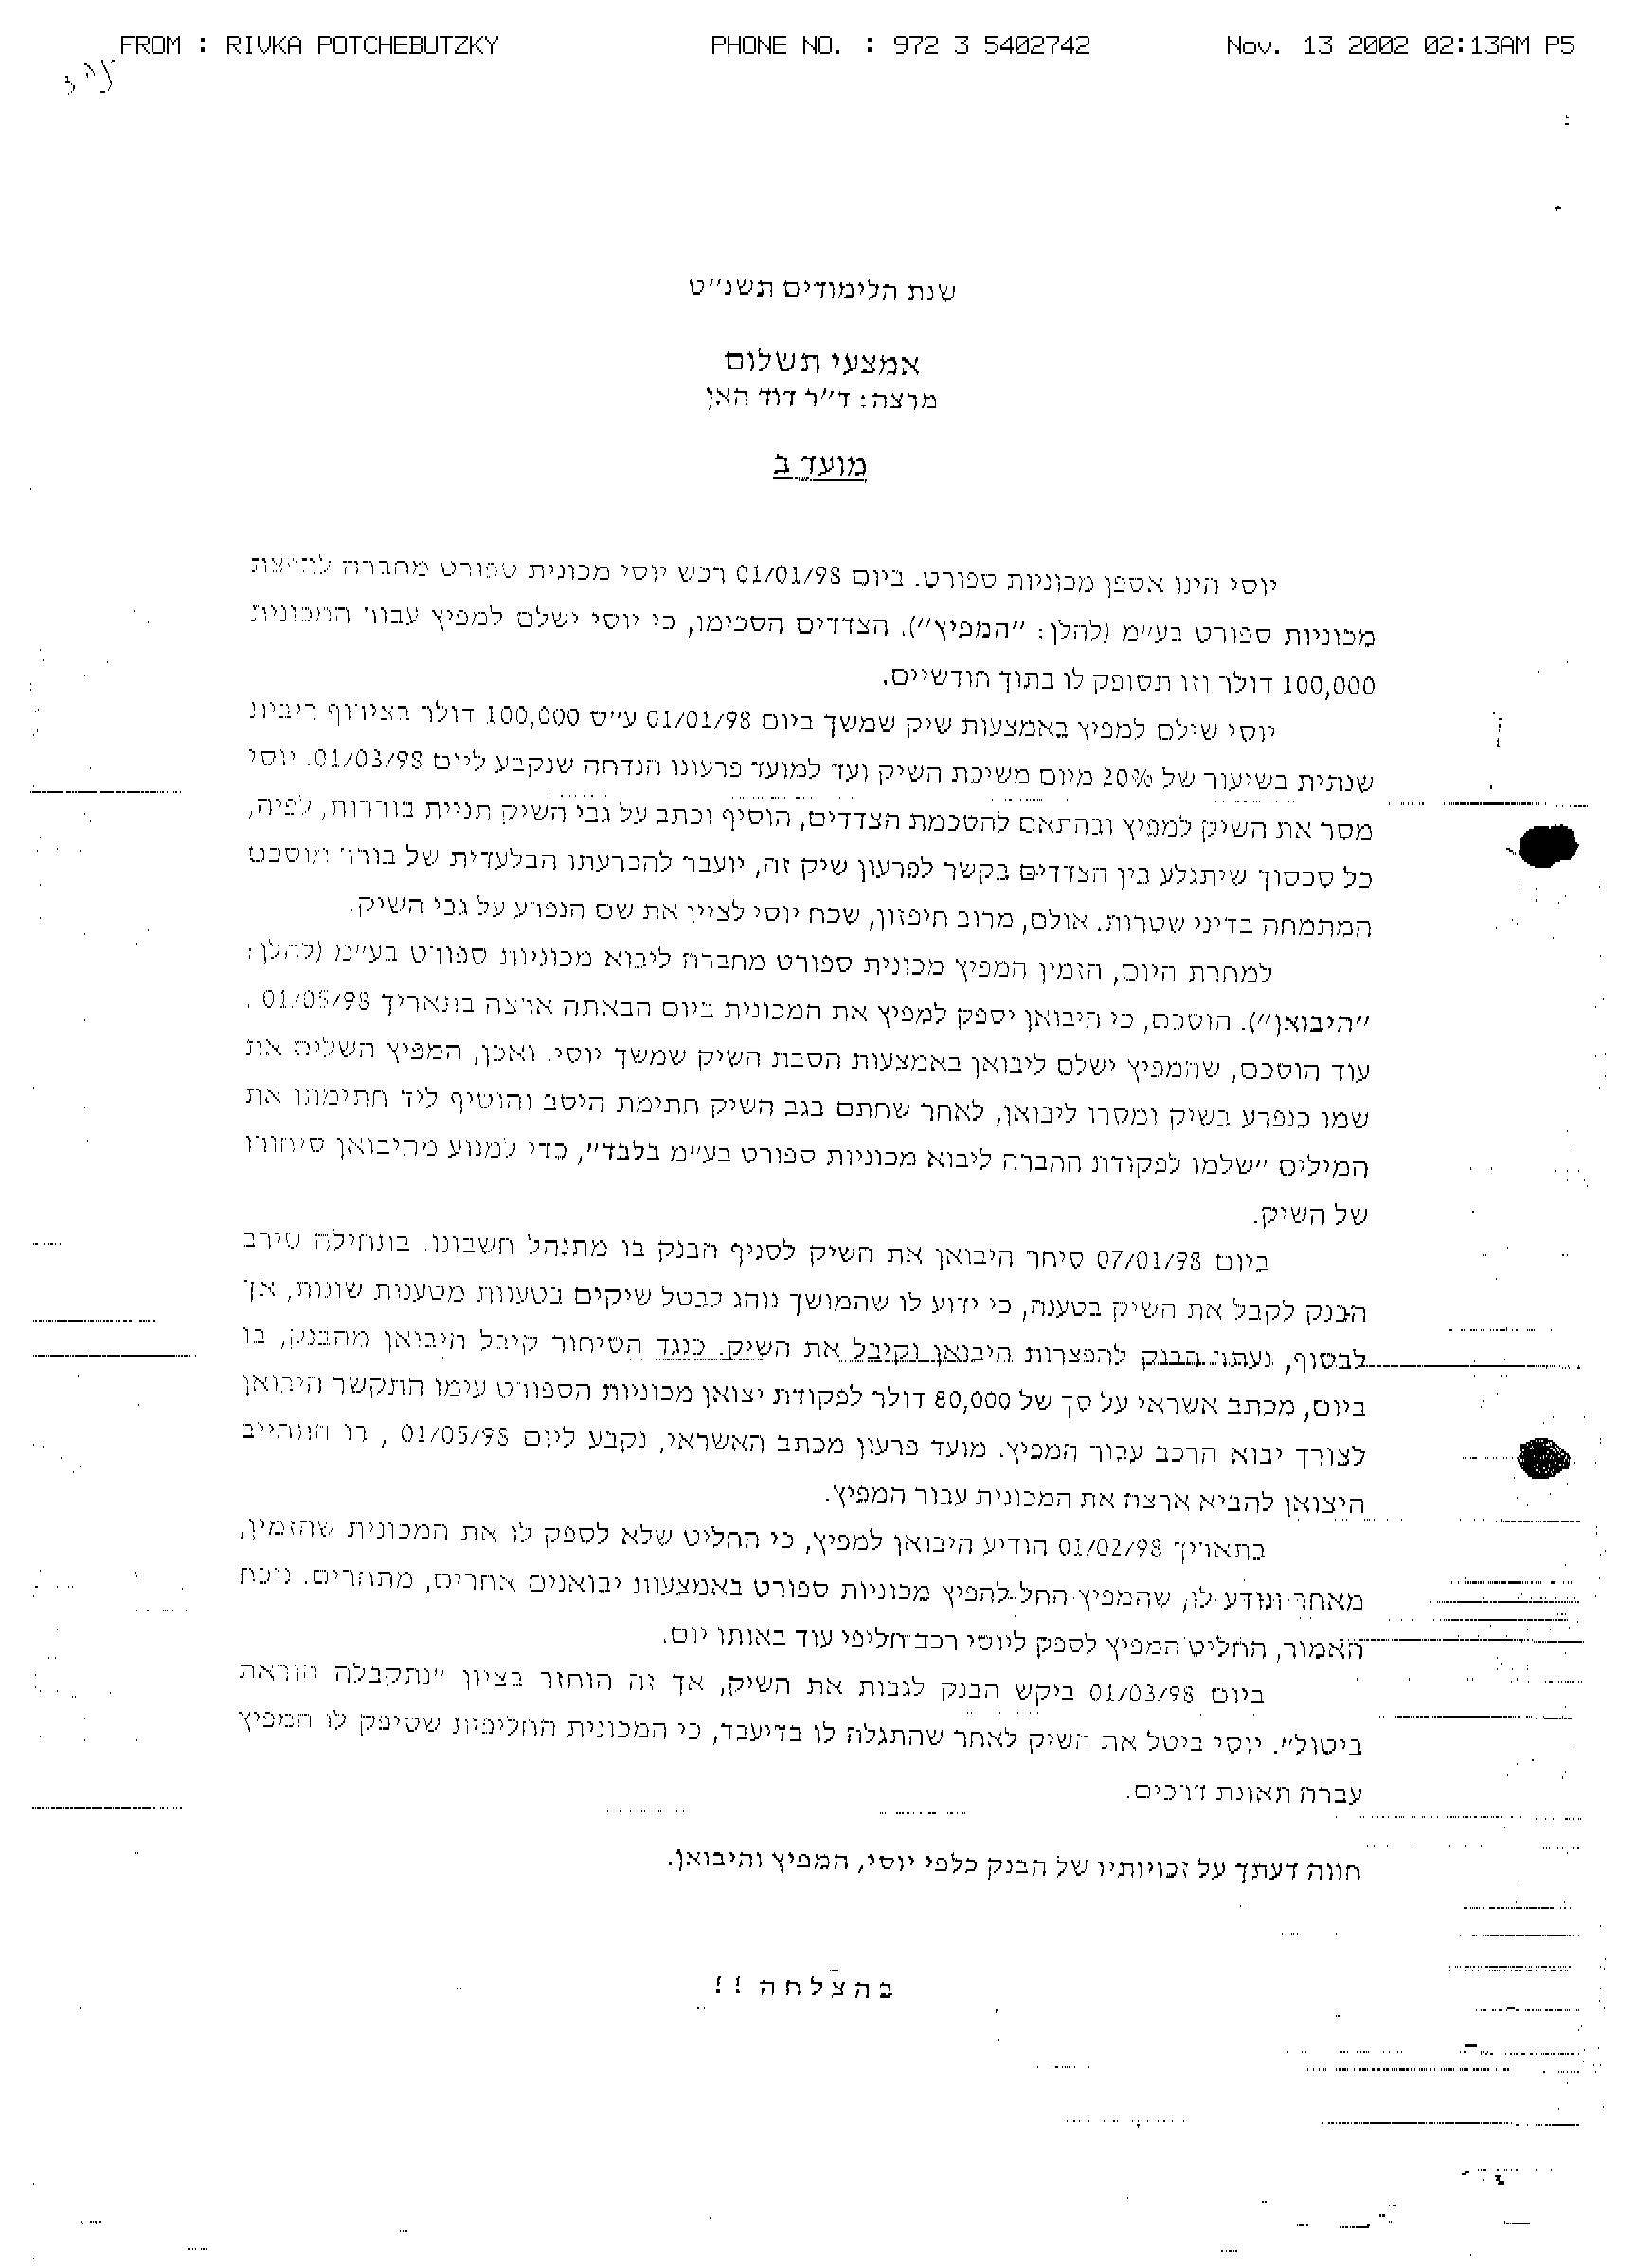 FROM : RIVKA POTCHEBUTZKY PHONE NO. : 972 3 5402742 Nov. 13 2002 02:13AM P5
שנת הלימודים תשנ״ט
אמצעי תשלום
מרצה: ד״ר דוד האן
מועד ב
יוסי הינו אספן מכוניות ספורט. ביום 01/01/98 רכש יוסי מכונית ספורט מחברה להפצת
מכוניות ספורט בע״מ (להלן: ״המפיץ״). הצדדים הסכימו, כי יוסי ישלם למפיץ עבור המכונית
100,000 דולר וזו תסופק לו בתוך חודשיים.
יוסי שילם למפיץ באמצעות שיק שמשך ביום 01/01/98 ע״ס 100,000 דולר בצירוף ריבית
שנתית בשיעור של 20% מיום משיכת השיק ועד למועד פרעונו הנדחה שנקבע ליום 01/03/98. יוסי
מסר את השיק למפיץ ובהתאם להסכמת הצדדים, הוסיף וכתב על גבי השיק תניית בוררות, לפיה,
כל סכסוך שיתגלע בין הצדדים בקשר לפרעון שיק זה, יועבר להכרעתו הבלעדית של בורר מוסכם
המתמחה בדיני שטרות. אולם, מרוב חיפזון, שכח יוסי לציין את שם הנפרע על גבי השיק.
למחרת היום, הזמין המפיץ מכונית ספורט מחברה ליבוא מכוניות ספורט בע״מ (להלן:
״היבואן״). הוסכם, כי היבואן יספק למפיץ את המכונית ביום הבאתה ארצה בתאריך 01/05/98 .
עוד הוסכם, שהמפיץ ישלם ליבואן באמצעות הסבת השיק שמשך יוסי. ואכן, המפיץ השלים את
שמו כנפרע בשיק ומסרו ליבואן, לאחר שחתם בגב השיק חתימת היסב והוסיף ליד חתימתו את
המילים ״שלמו לפקודת החברה ליבוא מכוניות ספורט בע״מ בלבד״, כדי למנוע מהיבואן סיחורו
של השיק.
ביום 07/01/98 סיחר היבואן את השיק לסניף הבנק בו מתנהל חשבונו. בתחילה סירב
הבנק לקבל את השיק בטענה, כי ידוע לו שהמושך נוהג לבטל שיקים בטענות מטענות שונות, אך
לבסוף, נעתר הבנק להפצרות היבואן וקיבל את השיק. כנגד הסיחור קיבל היבואן מהבנק, בו
ביום, מכתב אשראי על סך של 80,000 דולר לפקודת יצואן מכוניות הספורט עימו התקשר היבואן
לצורך יבוא הרכב עבור המפיץ. מועד פרעון מכתב האשראי, נקבע ליום 01/05/98 , בו התחייב
היצואן להביא ארצה את המכונית עבור המפיץ.
בתאריך 01/02/98 הודיע היבואן למפיץ, כי החליט שלא לספק לו את המכונית שהזמין,
מאחר ונודע לו, שהמפיץ החל להפיץ מכוניות ספורט באמצעות יבואנים אחרים, מתחרים. נוכח
האמור, החליט המפיץ לספק ליוסי רכב חליפי עוד באותו יום.
ביום 01/03/98 ביקש הבנק לגבות את השיק, אך זה הוחזר בציון ״נתקבלה הוראת
ביטול״. יוסי ביטל את השיק לאחר שהתגלה לו בדיעבד, כי המכונית החליפית שסיפק לו המפיץ
עברה תאונת דרכים.
חווה דעתך על זכויותיו של הבנק כלפי יוסי, המפיץ והיבואן.
בהצלחה !!